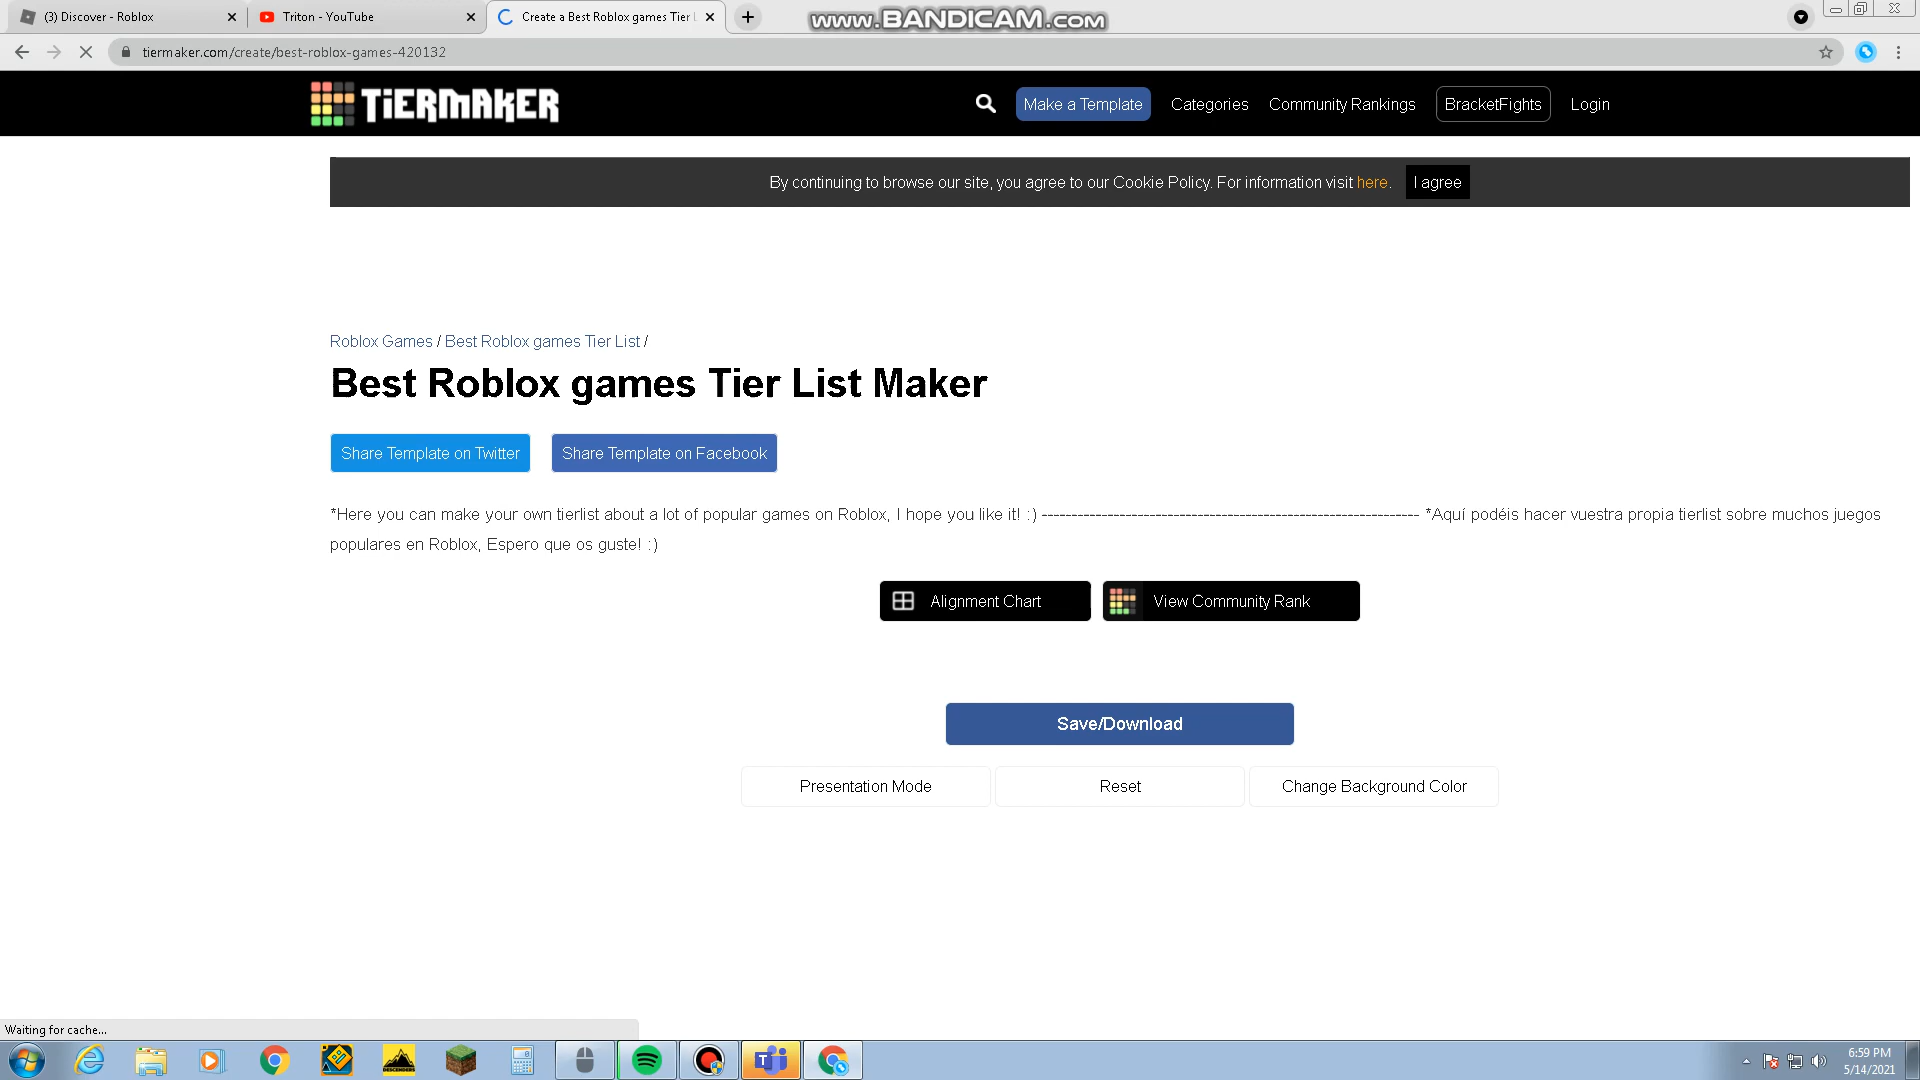 (3) Discover - Roblox
Triton - YouTube
Create a Best Roblox games Tier L
www.BANDICAM.com
tiermaker.com/create/best-roblox-games-420132
TiERMAKER
Make a Template
Categories
Community Rankings
BracketFights
Login
By continuing to browse our site, you agree to our Cookie Policy. For information visit here. I agree
Roblox Games / Best Roblox games Tier List /
Best Roblox games Tier List Maker
Share Template on Twitter
Share Template on Facebook
*Here you can make your own tierlist about a lot of popular games on Roblox, I hope you like it! :) --------------------------------------------------------------- *Aquí podéis hacer vuestra propia tierlist sobre muchos juegos
populares en Roblox, Espero que os guste! :)
Alignment Chart
View Community Rank
Save/Download
Presentation Mode
Reset
Change Background Color
Waiting for cache...
DESCENDERS
6:59 PM
5/14/2021